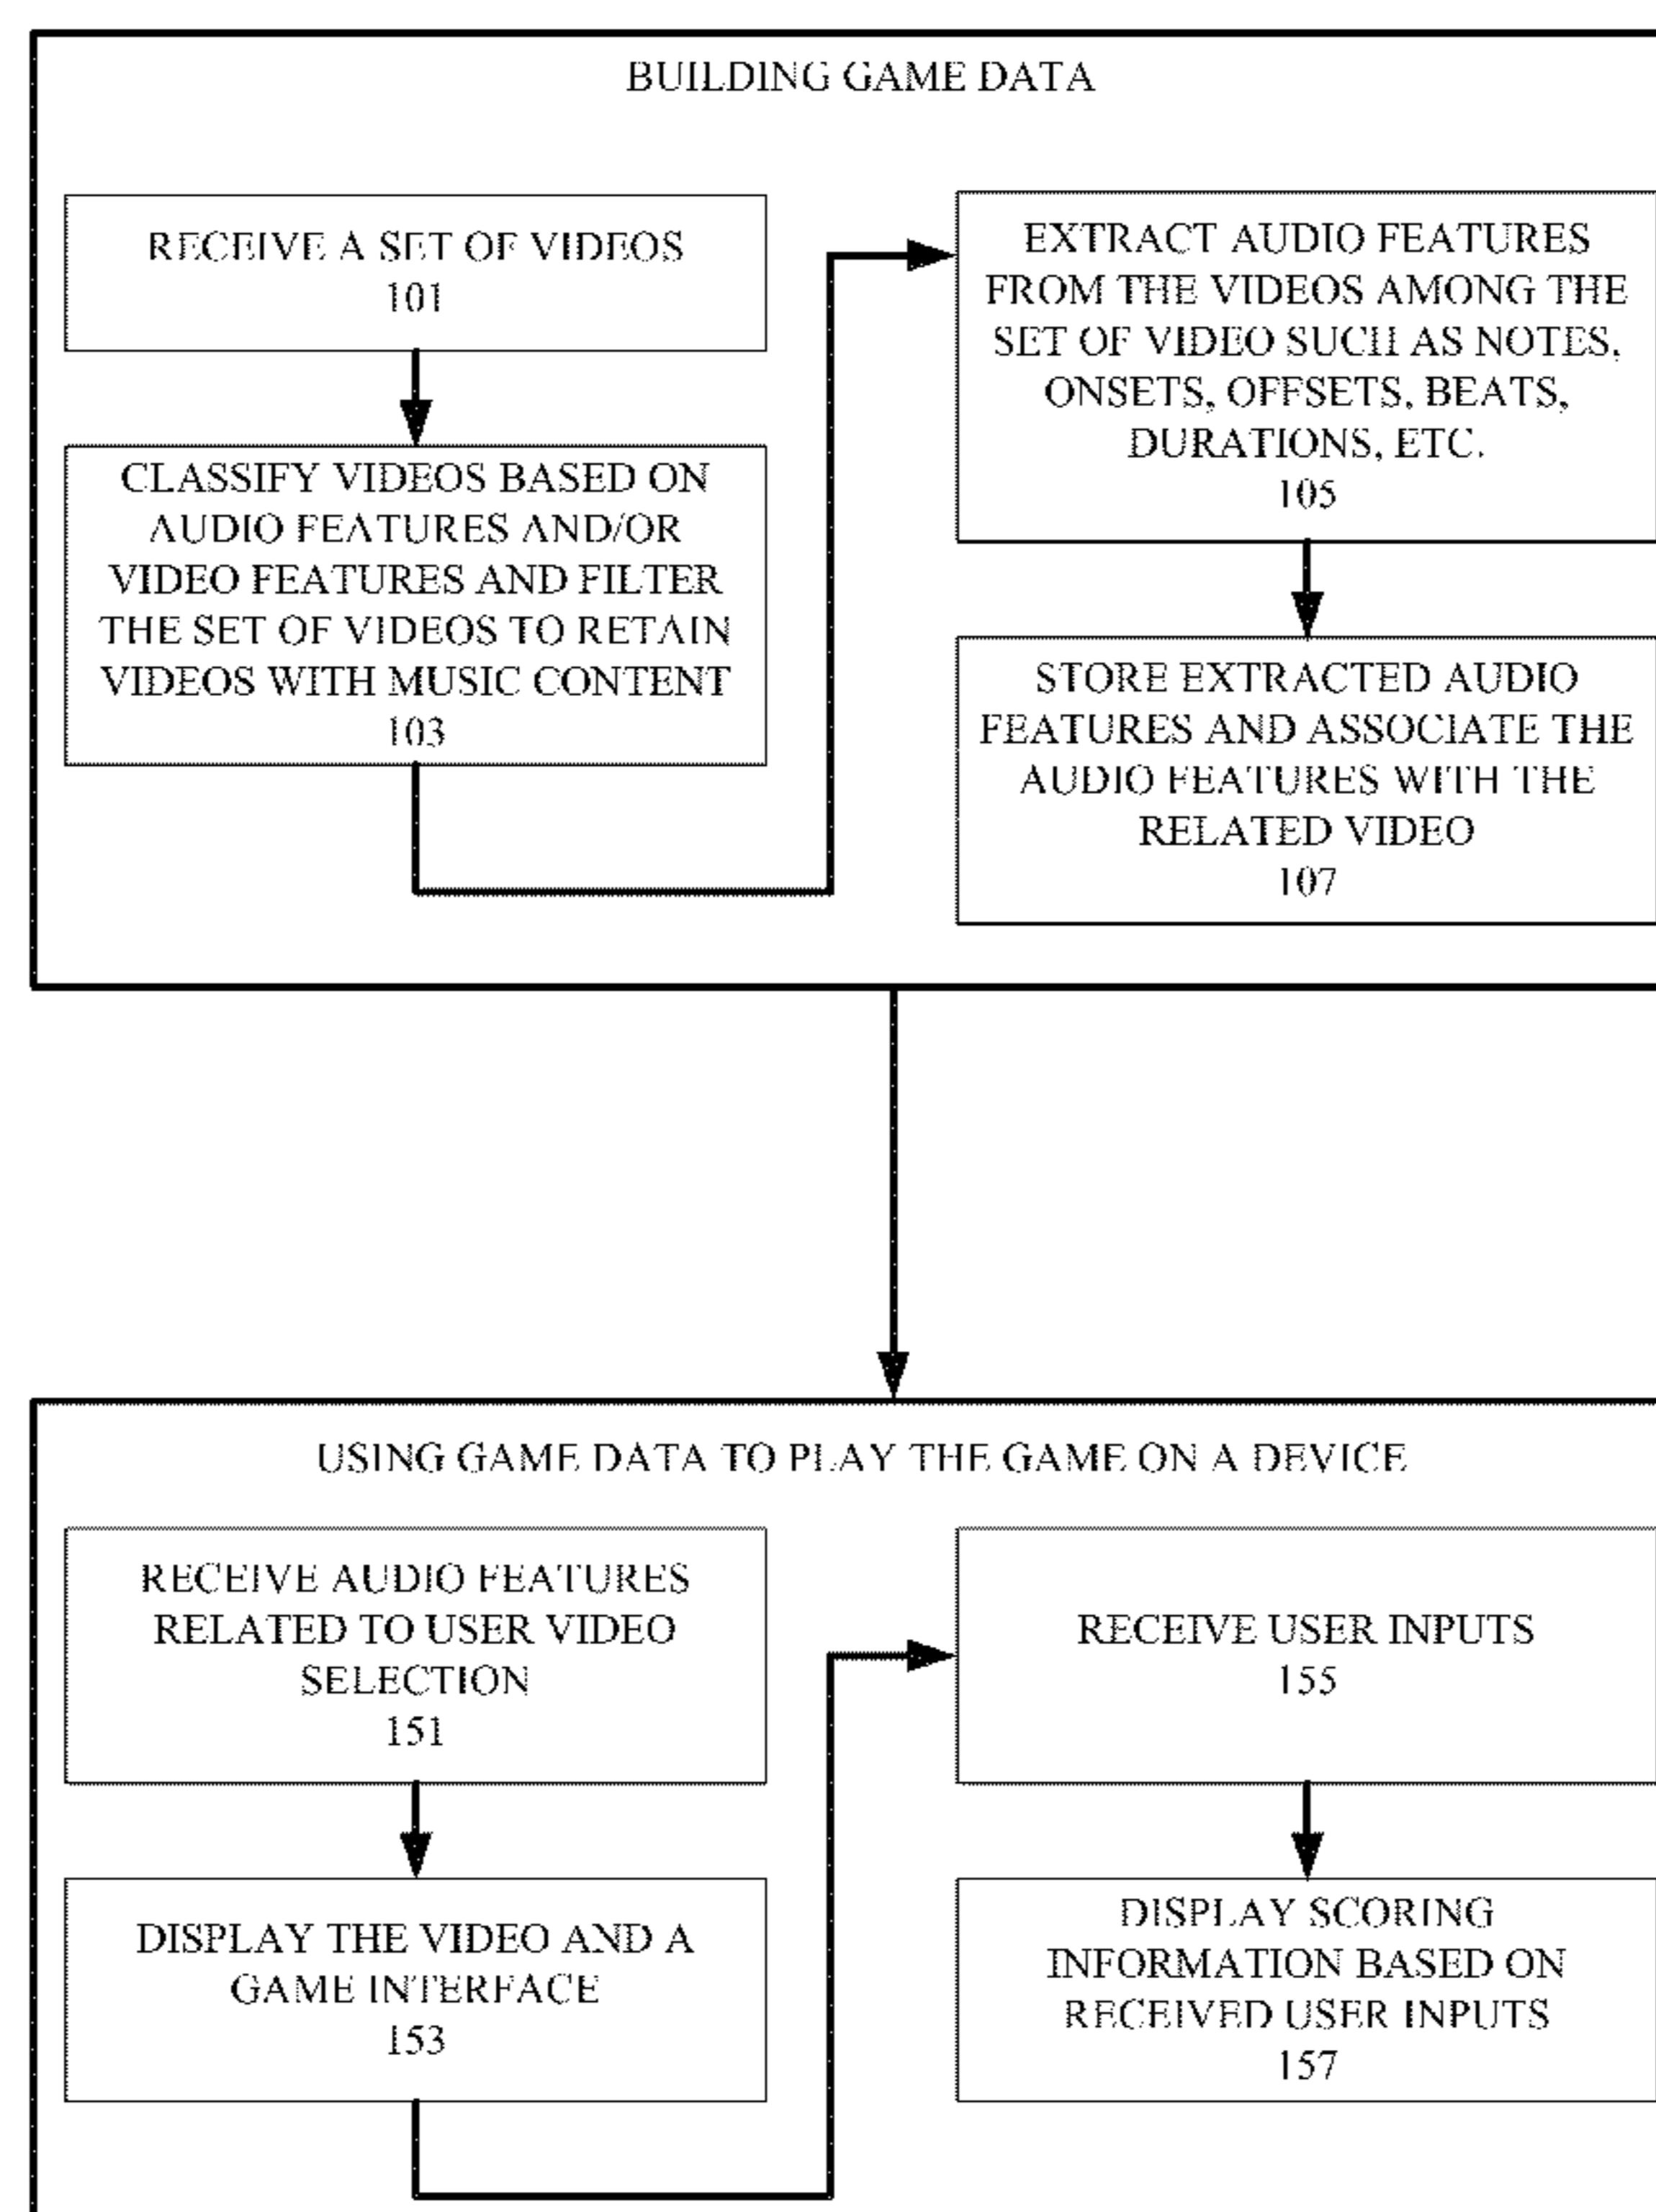 BUILDING GAME DATA
RECEIVE A SET OF VIDEOS
101
CLASSIFY VIDEOS BASED ON
AUDIO FEATURES AND/OR
VIDEO FEATURES AND FILTER
THE SET OF VIDEOS TO RETAIN
VIDEOS WITH MUSIC CONTENT
103
EXTRACT AUDIO FEATURES
FROM THE VIDEOS AMONG THE
SET OF VIDEO SUCH AS NOTES,
ONSETS, OFFSETS, BEATS,
DURATIONS, ETC.
105
STORE EXTRACTED AUDIO
FEATURES AND ASSOCIATE THE
AUDIO FEATURES WITH THE
RELATED VIDEO
107
USING GAME DATA TO PLAY THE GAME ON A DEVICE
RECEIVE AUDIO FEATURES
RELATED TO USER VIDEO
SELECTION
151
DISPLAY THE VIDEO AND A
GAME INTERFACE
153
RECEIVE USER INPUTS
155
DISPLAY SCORING
INFORMATION BASED ON
RECEIVED USER INPUTS
157